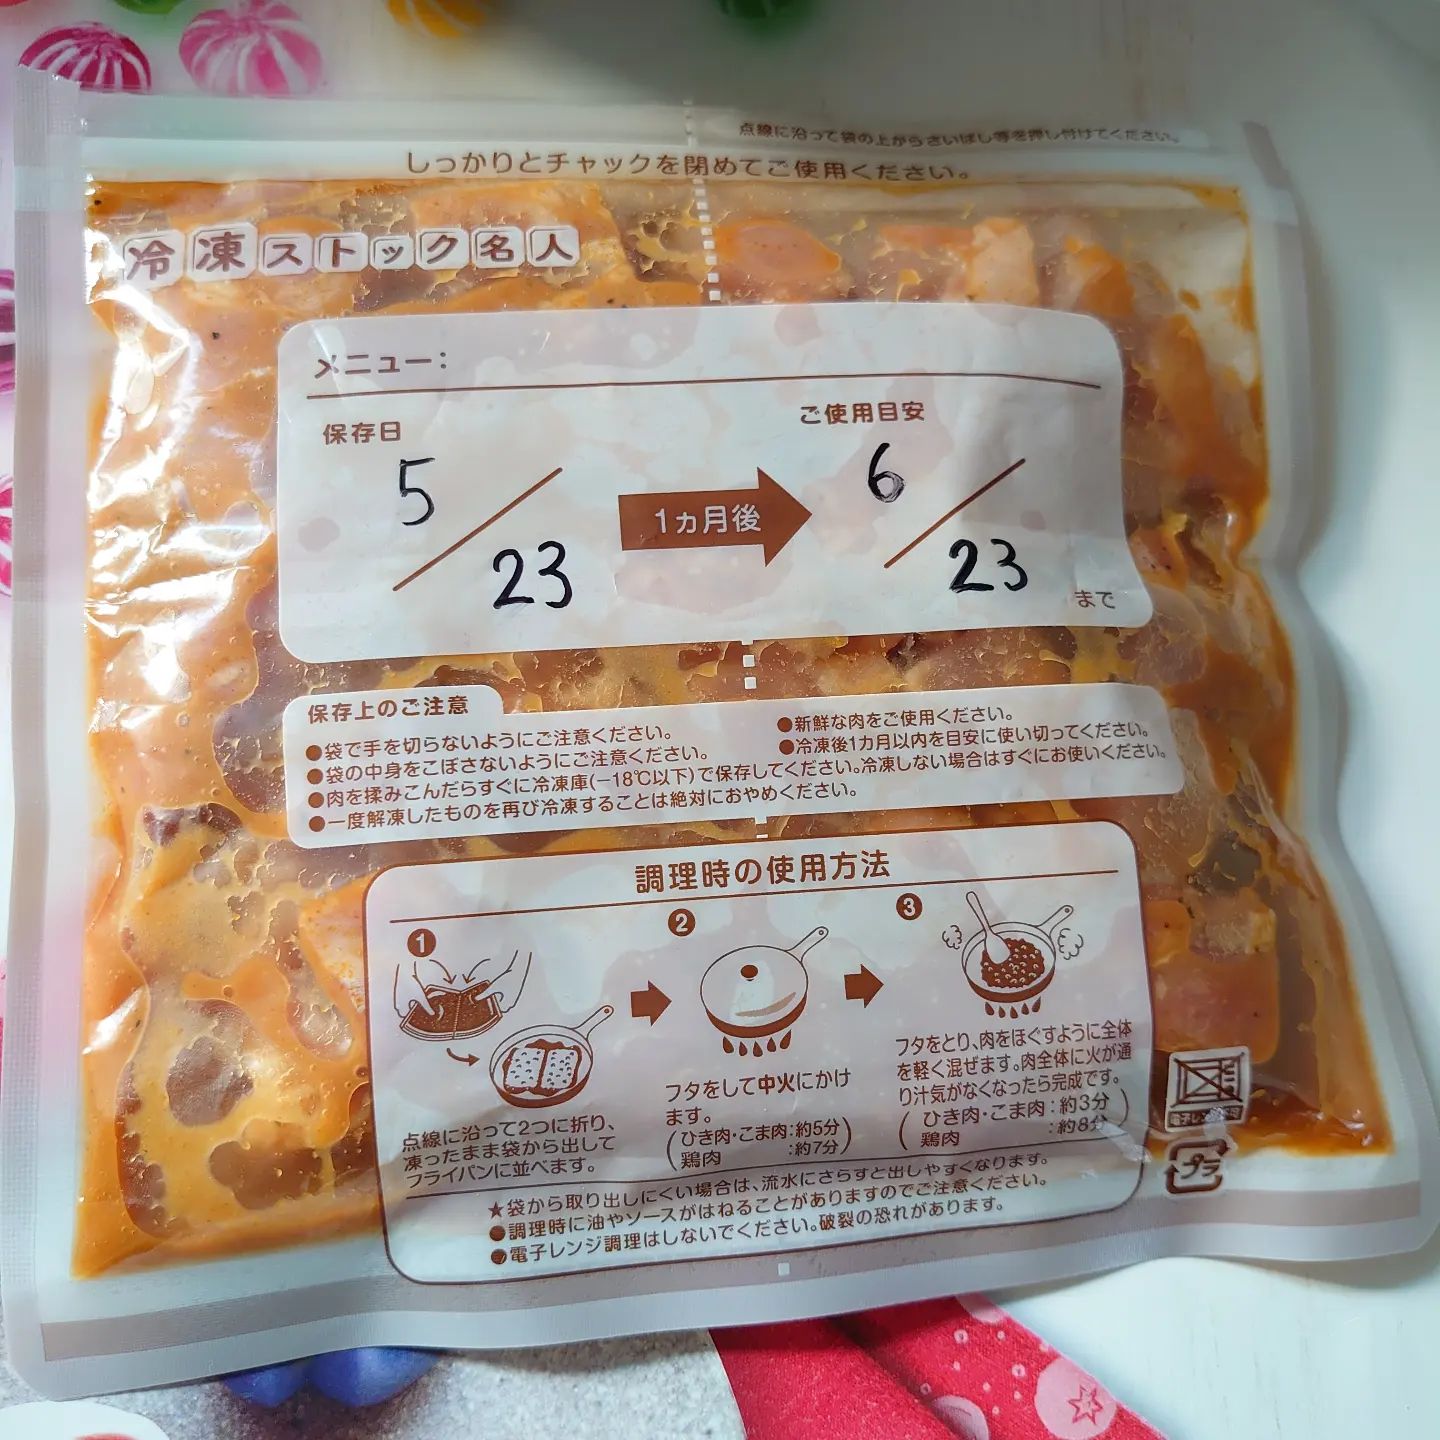 点線に沿って袋の上からさいばし等を押し付けてください。
しっかりとチャックを閉めてご使用ください。
冷凍ストック名人
メニュー:
保存日
ご使用目安
5/23
1ヵ月後
6/23
まで
保存上のご注意
●袋で手を切らないようにご注意ください。
●袋の中身をこぼさないようにご注意ください。
●新鮮な肉をご使用ください。
●冷凍後1カ月以内を目安に使い切ってください。
●肉を揉みこんだらすぐに冷凍庫(-18℃以下)で保存してください。冷凍しない場合はすぐにお使いください。
●一度解凍したものを再び冷凍することは絶対におやめください。
調理時の使用方法
1
点線に沿って2つに折り、
凍ったまま袋から出して
フライパンに並べます。
2
フタをして中火にかけ
ます。
(ひき肉・こま肉:約5分
鶏肉 :約7分)
3
フタをとり、肉をほぐすように全体
を軽く混ぜます。肉全体に火が通
り汁気がなくなったら完成です。
(ひき肉・こま肉:約3分
鶏肉 :約8分)
★袋から取り出しにくい場合は、流水にさらすと出しやすくなります。
●調理時に油やソースがはねることがありますのでご注意ください。
●電子レンジ調理はしないでください。破裂の恐れがあります。
プラ